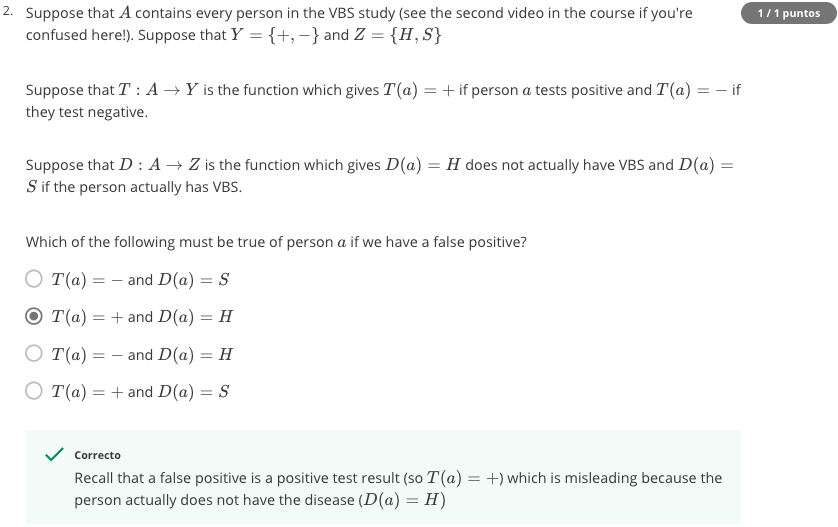 2. Suppose that A contains every person in the VBS study (see the second video in the course if you're
1 / 1 puntos
confused here!). Suppose that Y = {+, −} and Z = {H, S}
Suppose that T : A → Y is the function which gives T(a) = + if person a tests positive and T(a) = − if
they test negative.
Suppose that D : A → Z is the function which gives D(a) = H does not actually have VBS and D(a) =
S if the person actually has VBS.
Which of the following must be true of person a if we have a false positive?
T(a) = − and D(a) = S
T(a) = + and D(a) = H
T(a) = − and D(a) = H
T(a) = + and D(a) = S
Correcto
Recall that a false positive is a positive test result (so T(a) = +) which is misleading because the
person actually does not have the disease (D(a) = H)